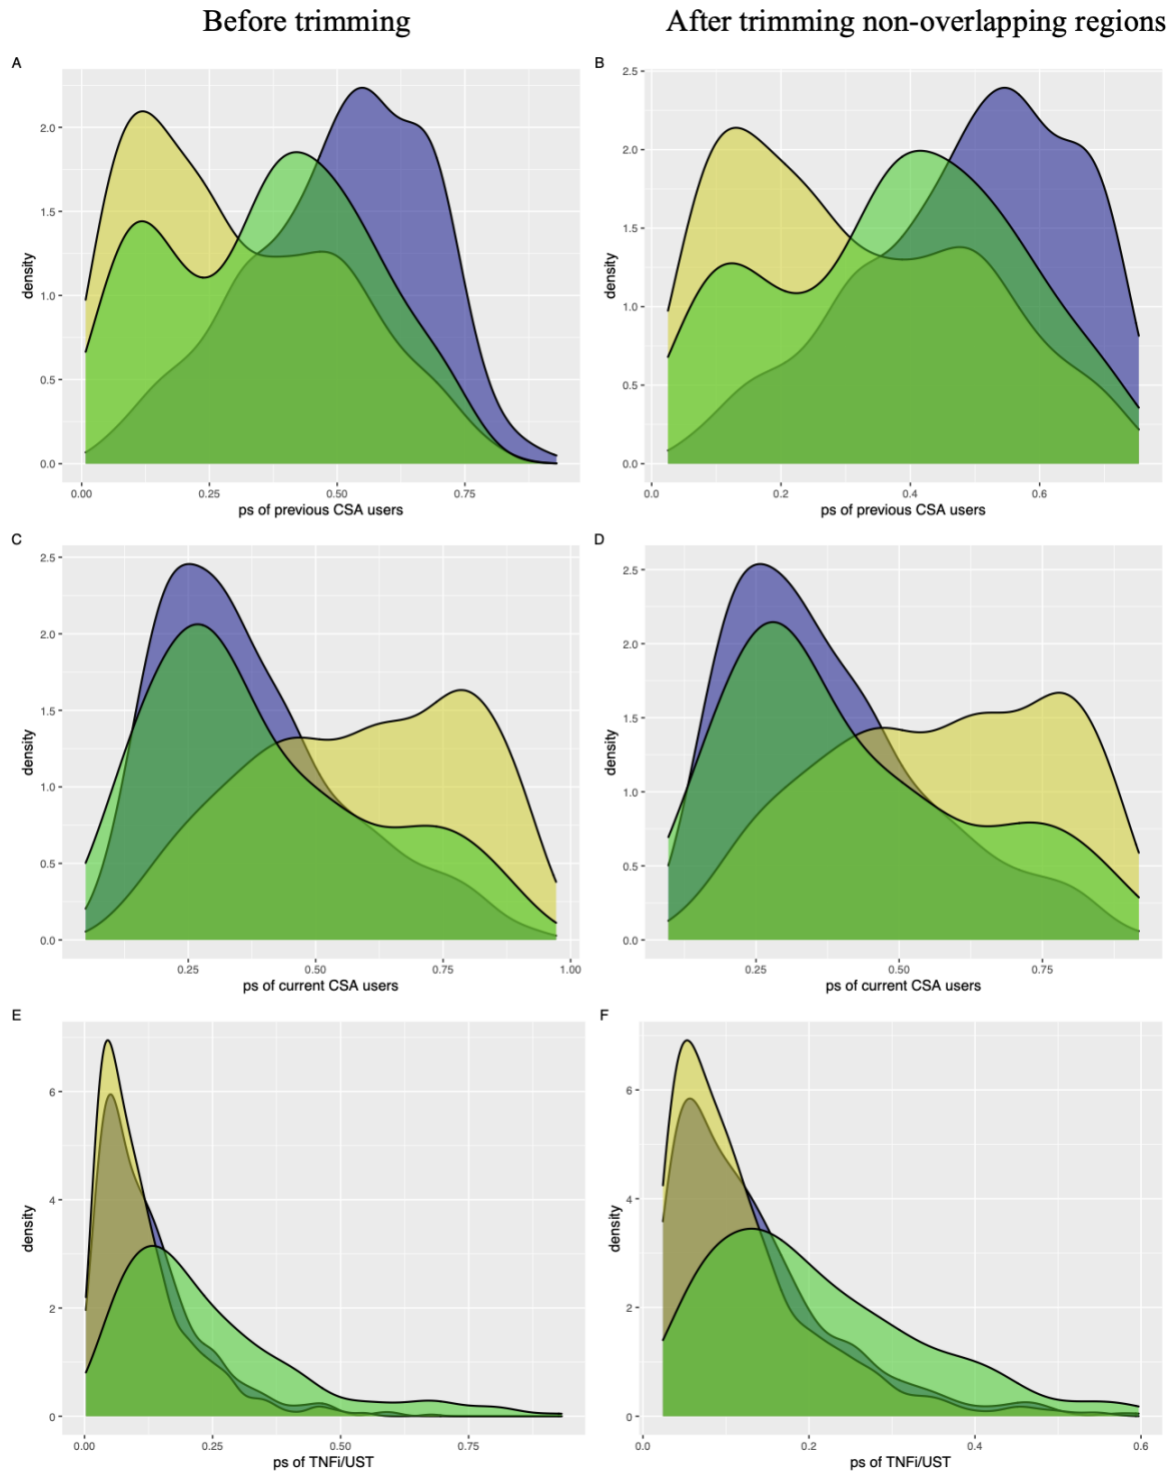 Before trimming
After trimming non-overlapping regions
A
density
2.0
1.5
1.0
0.5
0.0
0.00 0.25 0.50 0.75
ps of previous CSA users
B
density
2.5
2.0
1.5
1.0
0.5
0.0
0.0 0.2 0.4 0.6
ps of previous CSA users
C
density
2.5
2.0
1.5
1.0
0.5
0.0
0.25 0.50 0.75 1.00
ps of current CSA users
D
density
2.5
2.0
1.5
1.0
0.5
0.0
0.25 0.50 0.75
ps of current CSA users
E
density
6
4
2
0
0.00 0.25 0.50 0.75
ps of TNFi/UST
F
density
6
4
2
0
0.0 0.2 0.4 0.6
ps of TNFi/UST